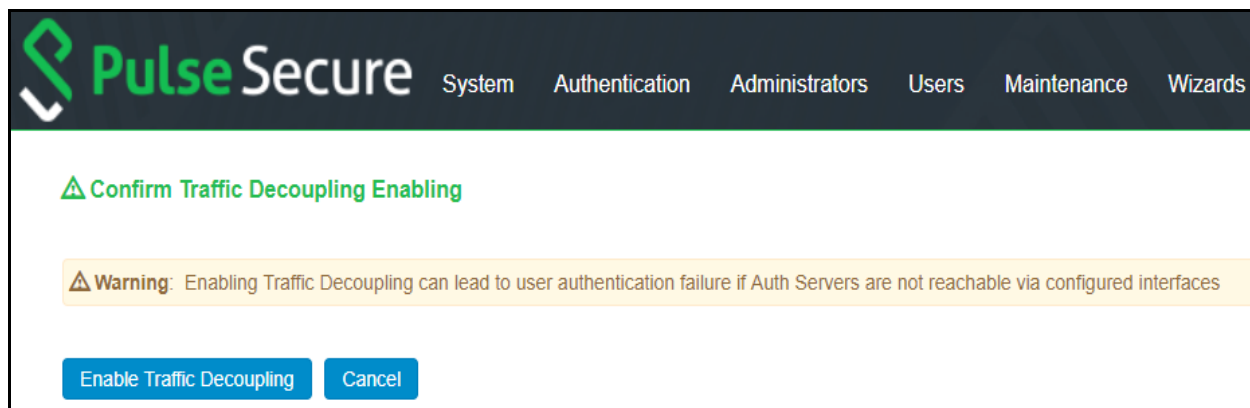 Pulse Secure System Authentication Administrators Users Maintenance Wizards
Confirm Traffic Decoupling Enabling
Warning: Enabling Traffic Decoupling can lead to user authentication failure if Auth Servers are not reachable via configured interfaces
Enable Traffic Decoupling Cancel